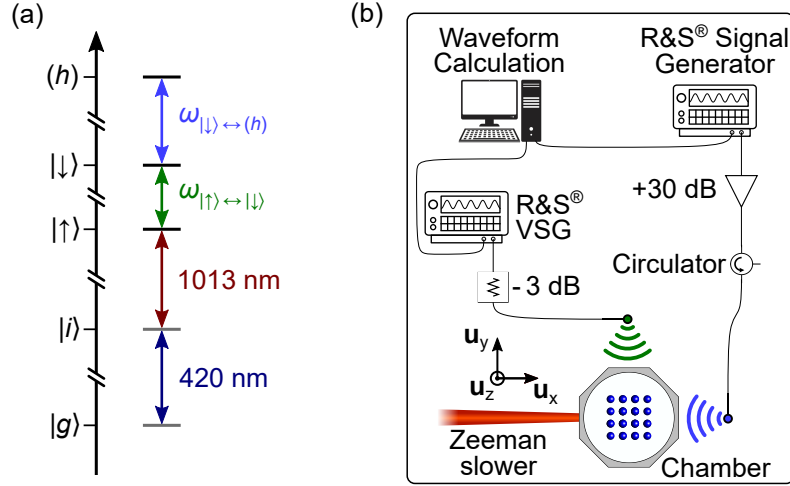 (a)
(h)
|↓⟩
|↑⟩
|i⟩
|g⟩
ω|↓⟩↔(h)
ω|↑⟩↔|↓⟩
1013 nm
420 nm
(b)
Waveform
Calculation
R&S® Signal
Generator
+30 dB
R&S®
VSG
Circulator
- 3 dB
uy
uz
ux
Zeeman
slower
Chamber